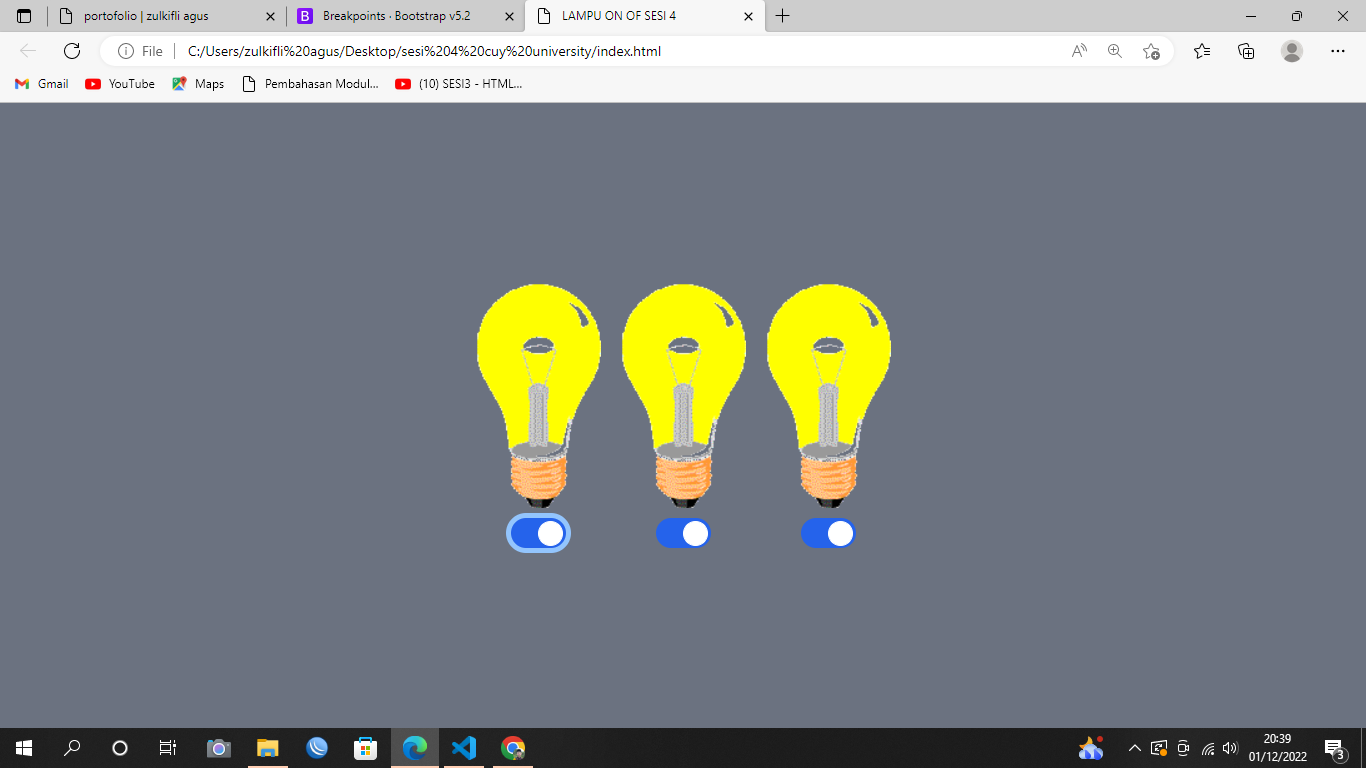 portofolio | zulkifli agus
B Breakpoints · Bootstrap v5.2
LAMPU ON OF SESI 4
File
C:/Users/zulkifli%20agus/Desktop/sesi%204%20cuy%20university/index.html
Gmail
YouTube
Maps
Pembahasan Modul...
(10) SESI3 - HTML...
20:39
01/12/2022
3